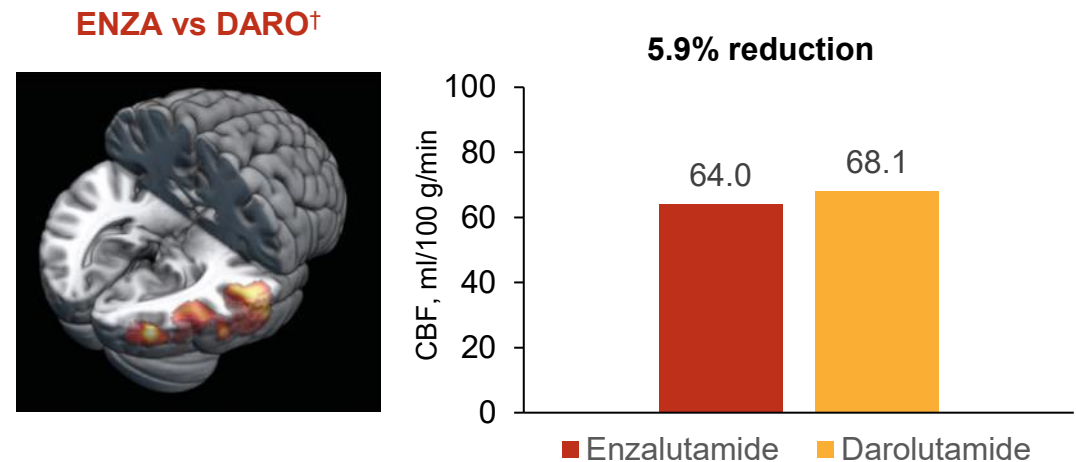 ENZA vs DARO†
5.9% reduction
CBF, ml/100 g/min
100
80
60
40
20
0
64.0
68.1
Enzalutamide
Darolutamide